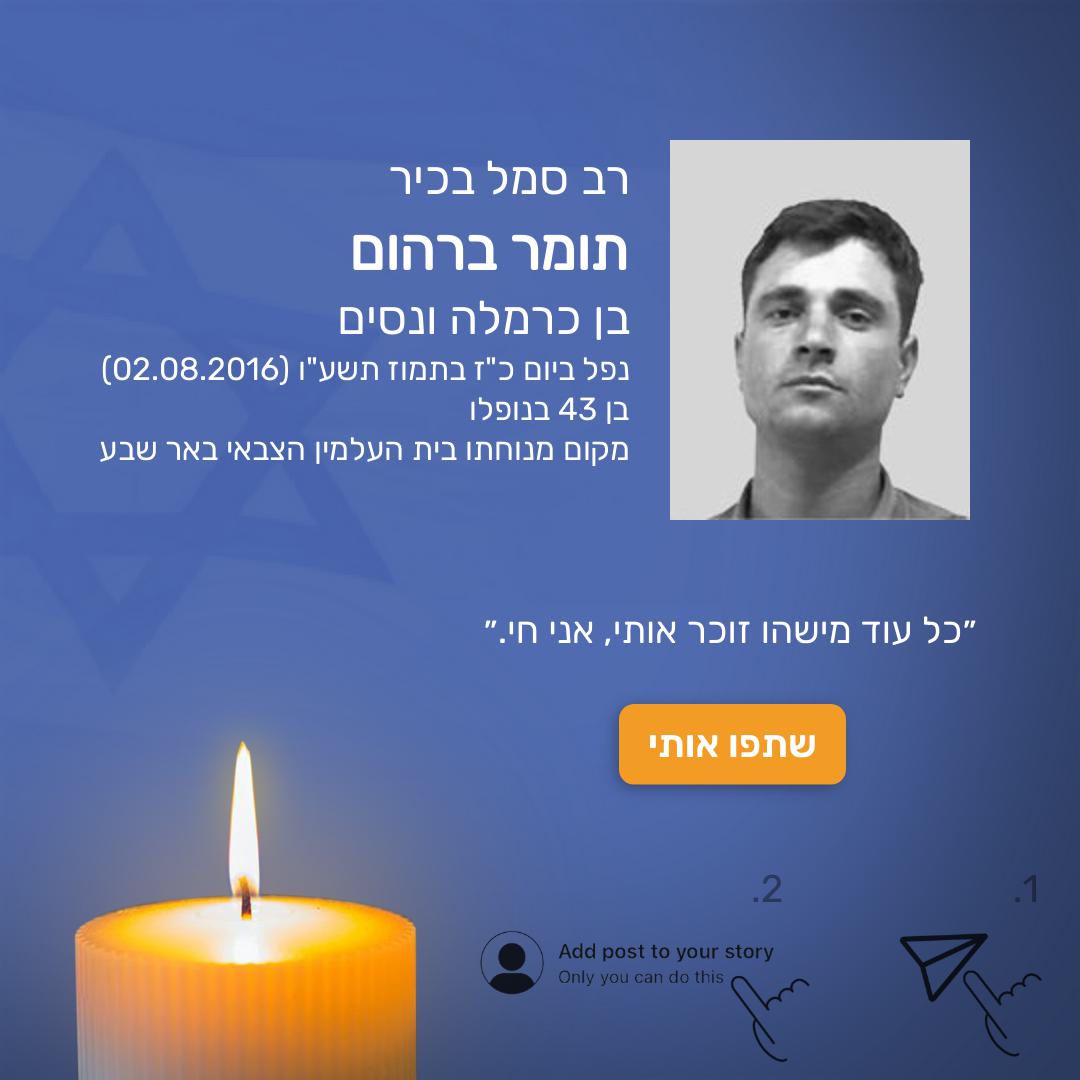 רב סמל בכיר
תומר ברהום
בן כרמלה ונסים
נפל ביום כ"ז בתמוז תשע"ו (02.08.2016)
בן 43 בנופלו
מקום מנוחתו בית העלמין הצבאי באר שבע
״כל עוד מישהו זוכר אותי, אני חי.״
שתפו אותי
1.
2.
Add post to your story
Only you can do this